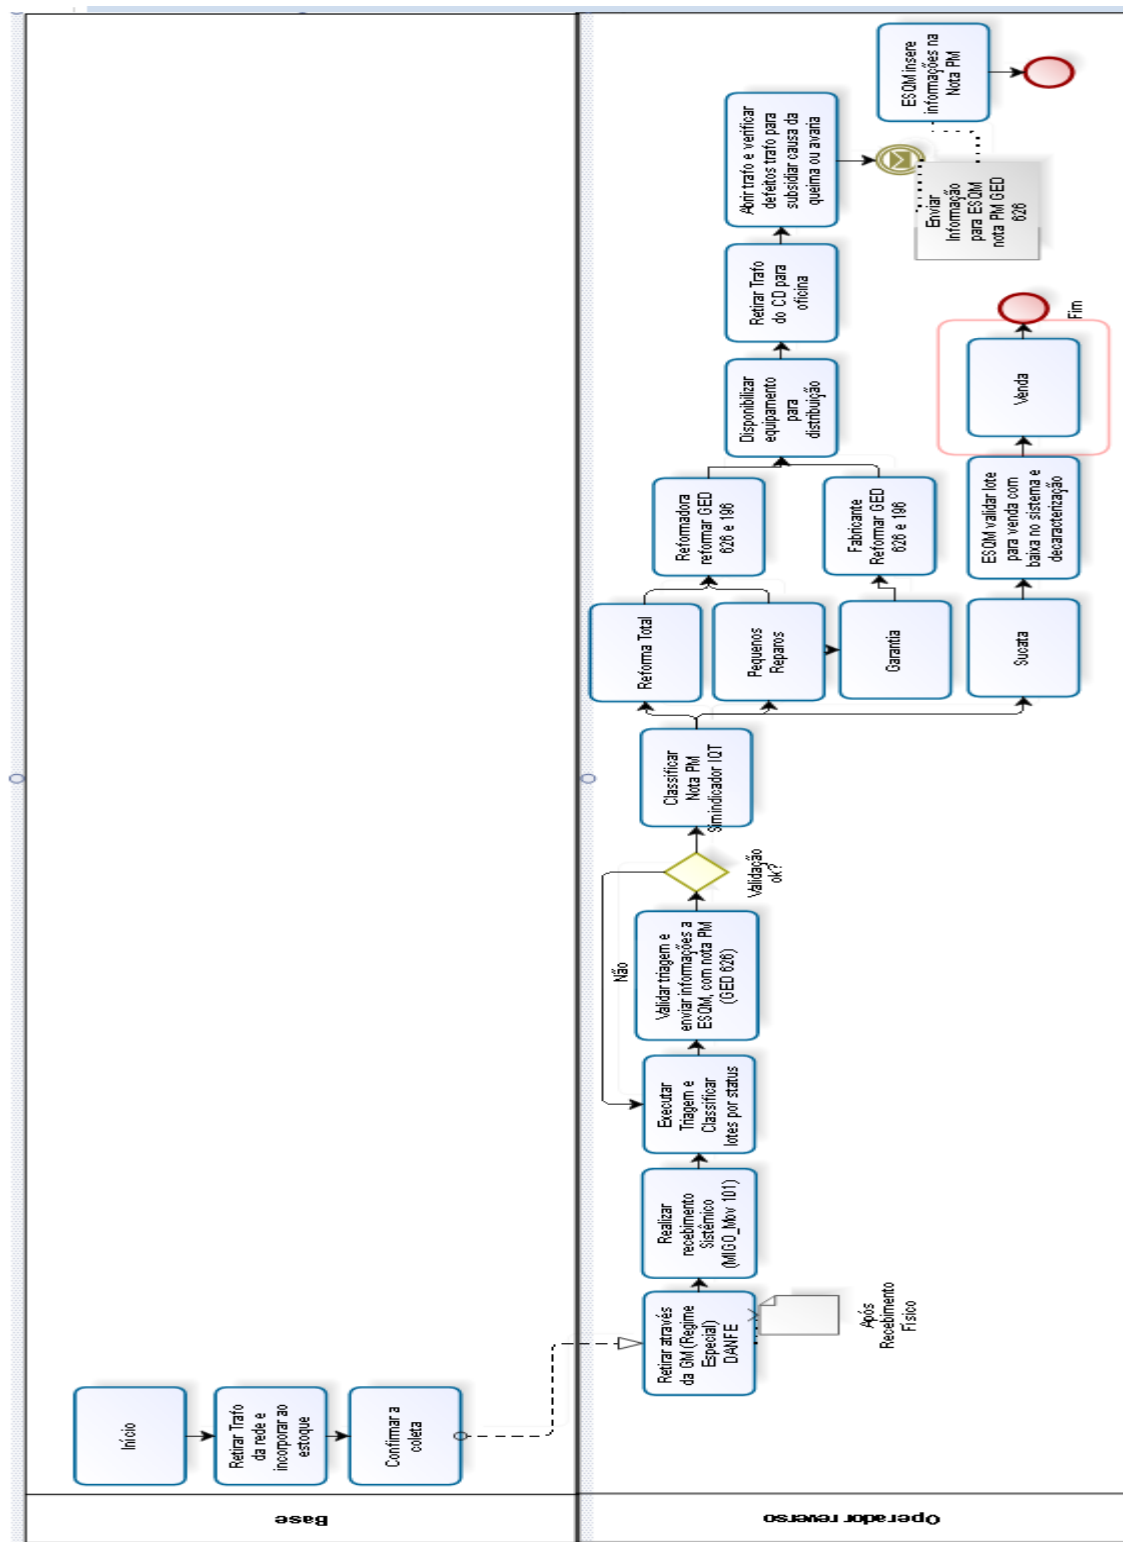 Base
Início
Retirar Trafo
da rede e
incorporar ao
estoque
Confirmar a
coleta
Operador reverso
Retirar através
da GM (Regime
Especial)
DANFE
Após
Recebimento
Físico
Realizar
recebimento
Sistêmico
(MIGO_Mov 101)
Executar
Triagem e
Classificar
lotes por status
Validar triagem e
enviar informações a
ESQM, com nota PM
(GED 626)
Não
Validação
ok?
Sim
Classificar
Nota PM
indicador IQT
Reforma Total
Pequenos
Reparos
Garantia
Sucata
Reformadora
reformar GED
626 e 196
Fabricante
Reformar GED
626 e 196
ESQM validar lote
para venda com
baixa no sistema e
decaracterização
Disponibilizar
equipamento
para
distribuição
Venda
Fim
Retirar Trafo
do CD para
oficina
Abrir trafo e verificar
defeitos trafo para
subsidiar causa da
queima ou avaria
Enviar
Informação
para ESQM
nota PM GED
626
ESQM insere
informações na
Nota PM